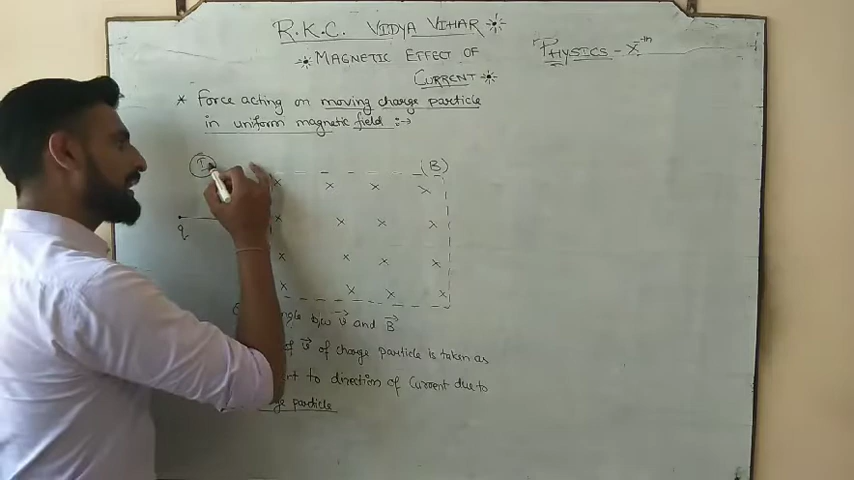 R.K.C. VIDYA VIHAR
MAGNETIC EFFECT OF
CURRENT
PHYSICS - X th
* Force acting on moving charge particle
in uniform magnetic field :→
I
(B)
q
b/w v and B
of v of charge particle is taken as
to direction of Current due to
particle